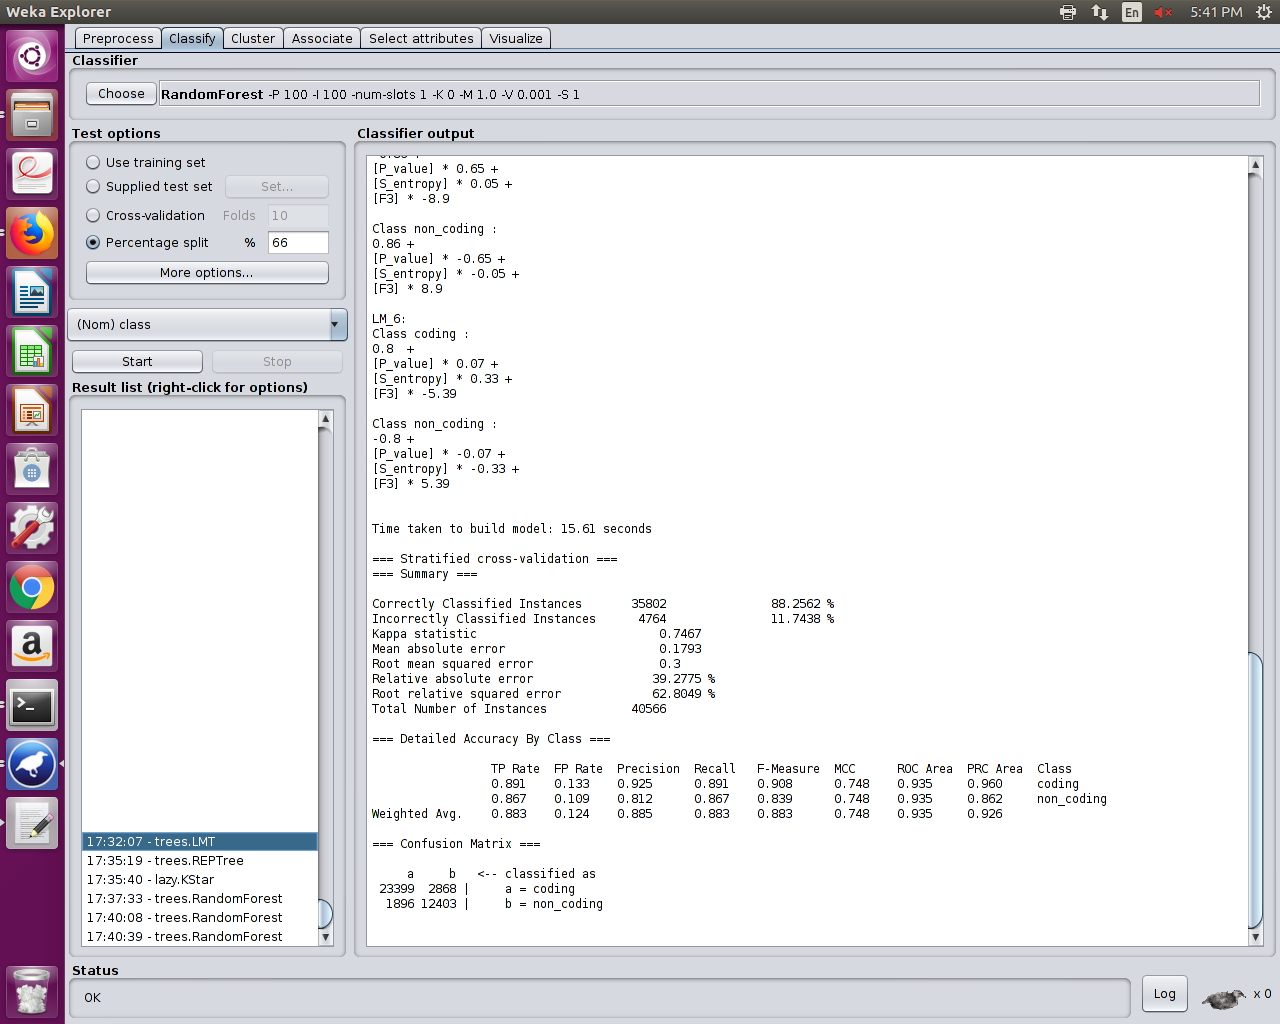 Weka Explorer
En
5:41 PM
Preprocess Classify Cluster Associate Select attributes Visualize
Classifier
Choose RandomForest -P 100 -I 100 -num-slots 1 -K 0 -M 1.0 -V 0.001 -S 1
Test options
Use training set
Supplied test set Set...
Cross-validation Folds 10
Percentage split % 66
More options...
(Nom) class
Start Stop
Result list (right-click for options)
17:32:07 - trees.LMT
17:35:19 - trees.REPTree
17:35:40 - lazy.KStar
17:37:33 - trees.RandomForest
17:40:08 - trees.RandomForest
17:40:39 - trees.RandomForest
Classifier output
[P_value] * 0.65 +
[S_entropy] * 0.05 +
[F3] * -8.9
Class non_coding :
0.86 +
[P_value] * -0.65 +
[S_entropy] * -0.05 +
[F3] * 8.9
LM_6:
Class coding :
0.8 +
[P_value] * 0.07 +
[S_entropy] * 0.33 +
[F3] * -5.39
Class non_coding :
-0.8 +
[P_value] * -0.07 +
[S_entropy] * -0.33 +
[F3] * 5.39
Time taken to build model: 15.61 seconds
=== Stratified cross-validation ===
=== Summary ===
Correctly Classified Instances 35802 88.2562 %
Incorrectly Classified Instances 4764 11.7438 %
Kappa statistic 0.7467
Mean absolute error 0.1793
Root mean squared error 0.3
Relative absolute error 39.2775 %
Root relative squared error 62.8049 %
Total Number of Instances 40566
=== Detailed Accuracy By Class ===
TP Rate FP Rate Precision Recall F-Measure MCC ROC Area PRC Area Class
0.891 0.133 0.925 0.891 0.908 0.748 0.935 0.960 coding
0.867 0.109 0.812 0.867 0.839 0.748 0.935 0.862 non_coding
Weighted Avg. 0.883 0.124 0.885 0.883 0.883 0.748 0.935 0.926
=== Confusion Matrix ===
a b <-- classified as
23399 2868 | a = coding
1896 12403 | b = non_coding
Status
OK
Log
x 0